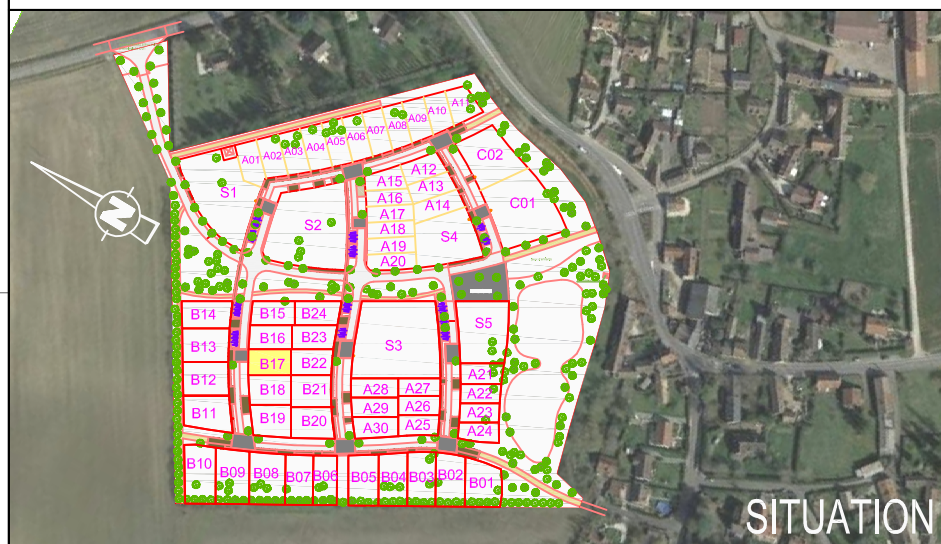 A11
A10
A09
A08
A07
A06
A05
A04
A03
A02
A01
C02
A12
A15
A13
S1
A16
A14
C01
A17
S2
A18
S4
A19
A20
N
B14
B15
B24
S5
B16
B23
B13
S3
B17
B22
A21
B12
B18
B21
A28
A27
A22
A29
A26
A23
B11
B19
B20
A30
A25
A24
B10
B09
B08
B07
B06
B05
B04
B03
B02
B01
SITUATION